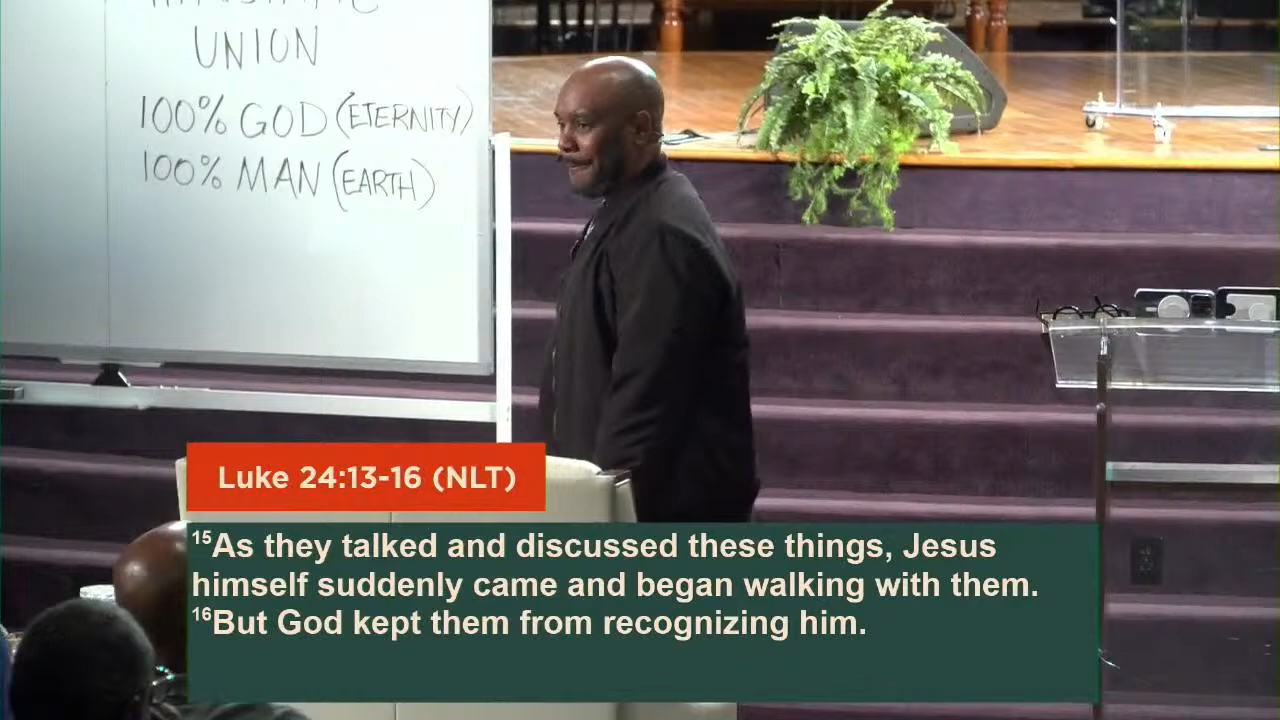 UNION
100% GOD (ETERNITY)
100% MAN (EARTH)
Luke 24:13-16 (NLT)
15As they talked and discussed these things, Jesus
himself suddenly came and began walking with them.
16But God kept them from recognizing him.